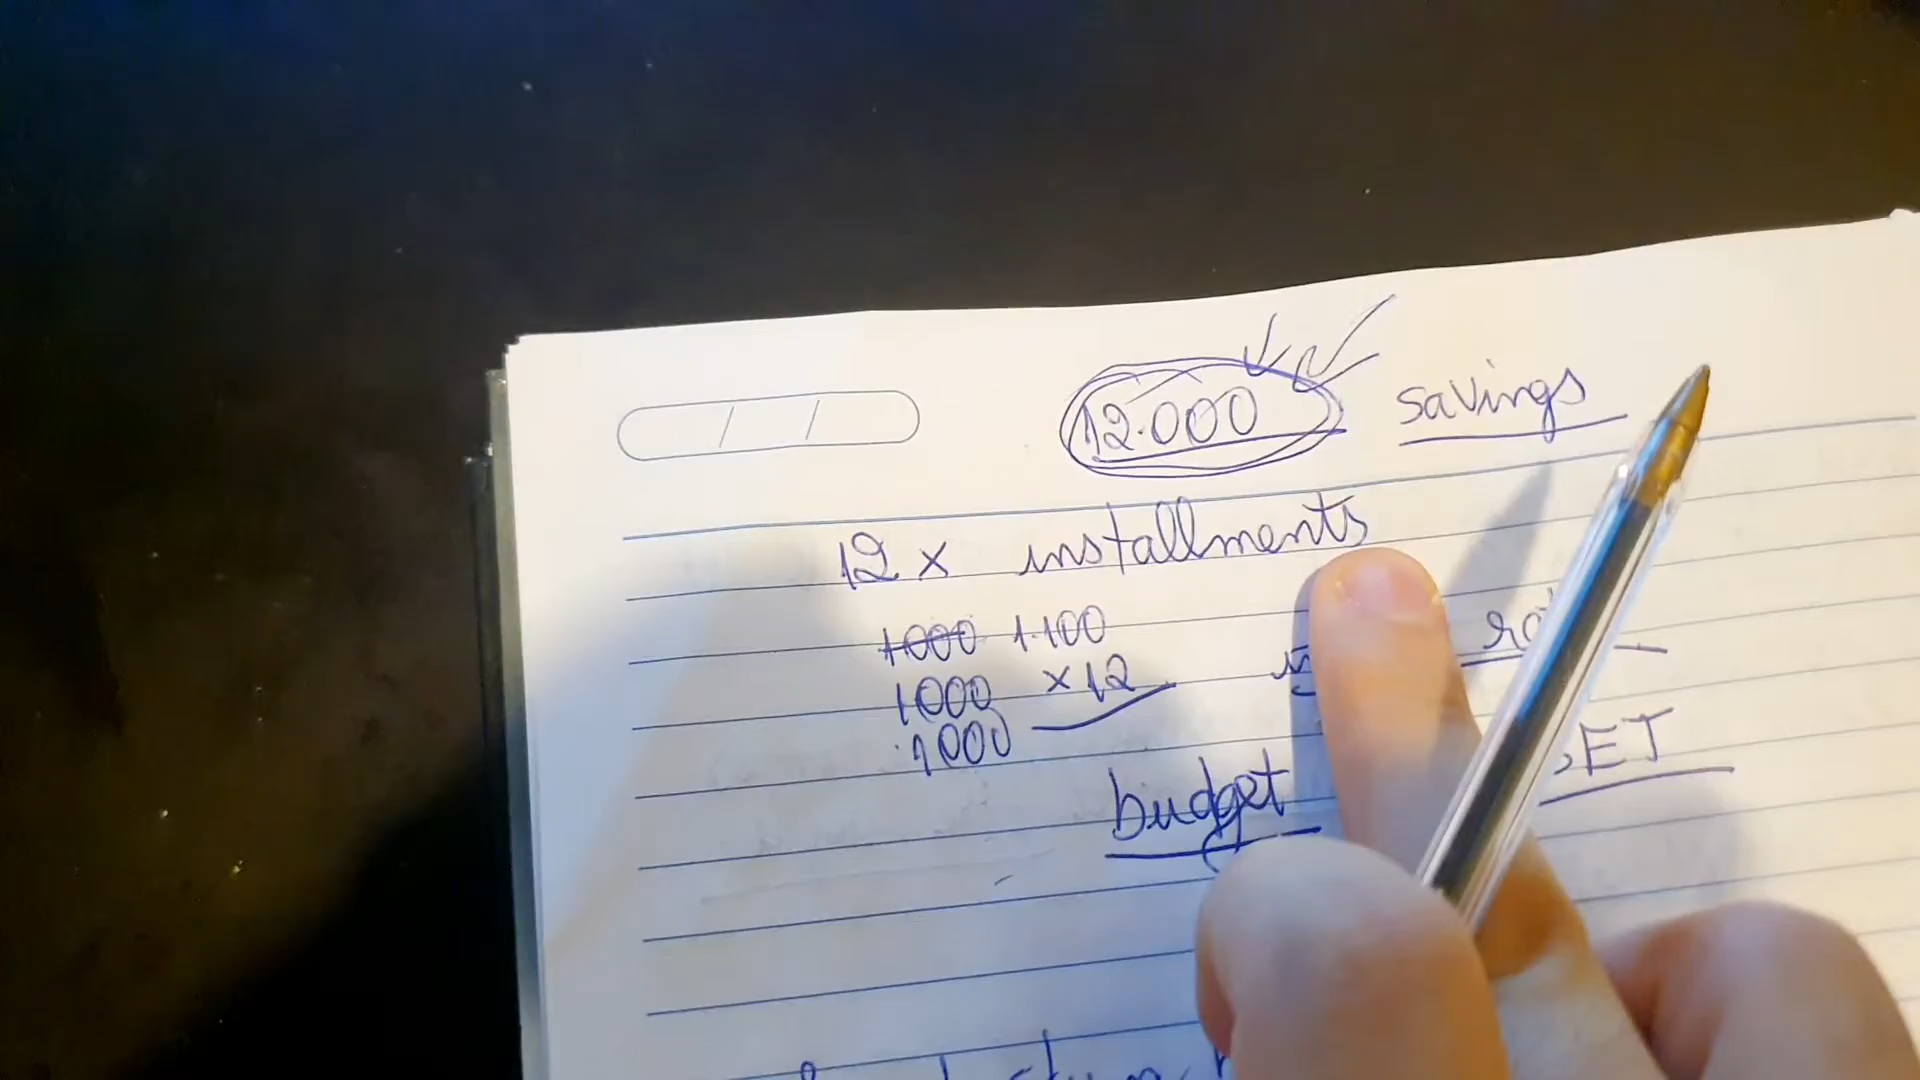 12.000 savings
12 x installments
1000 1.100
1000 x 12
1000
budget